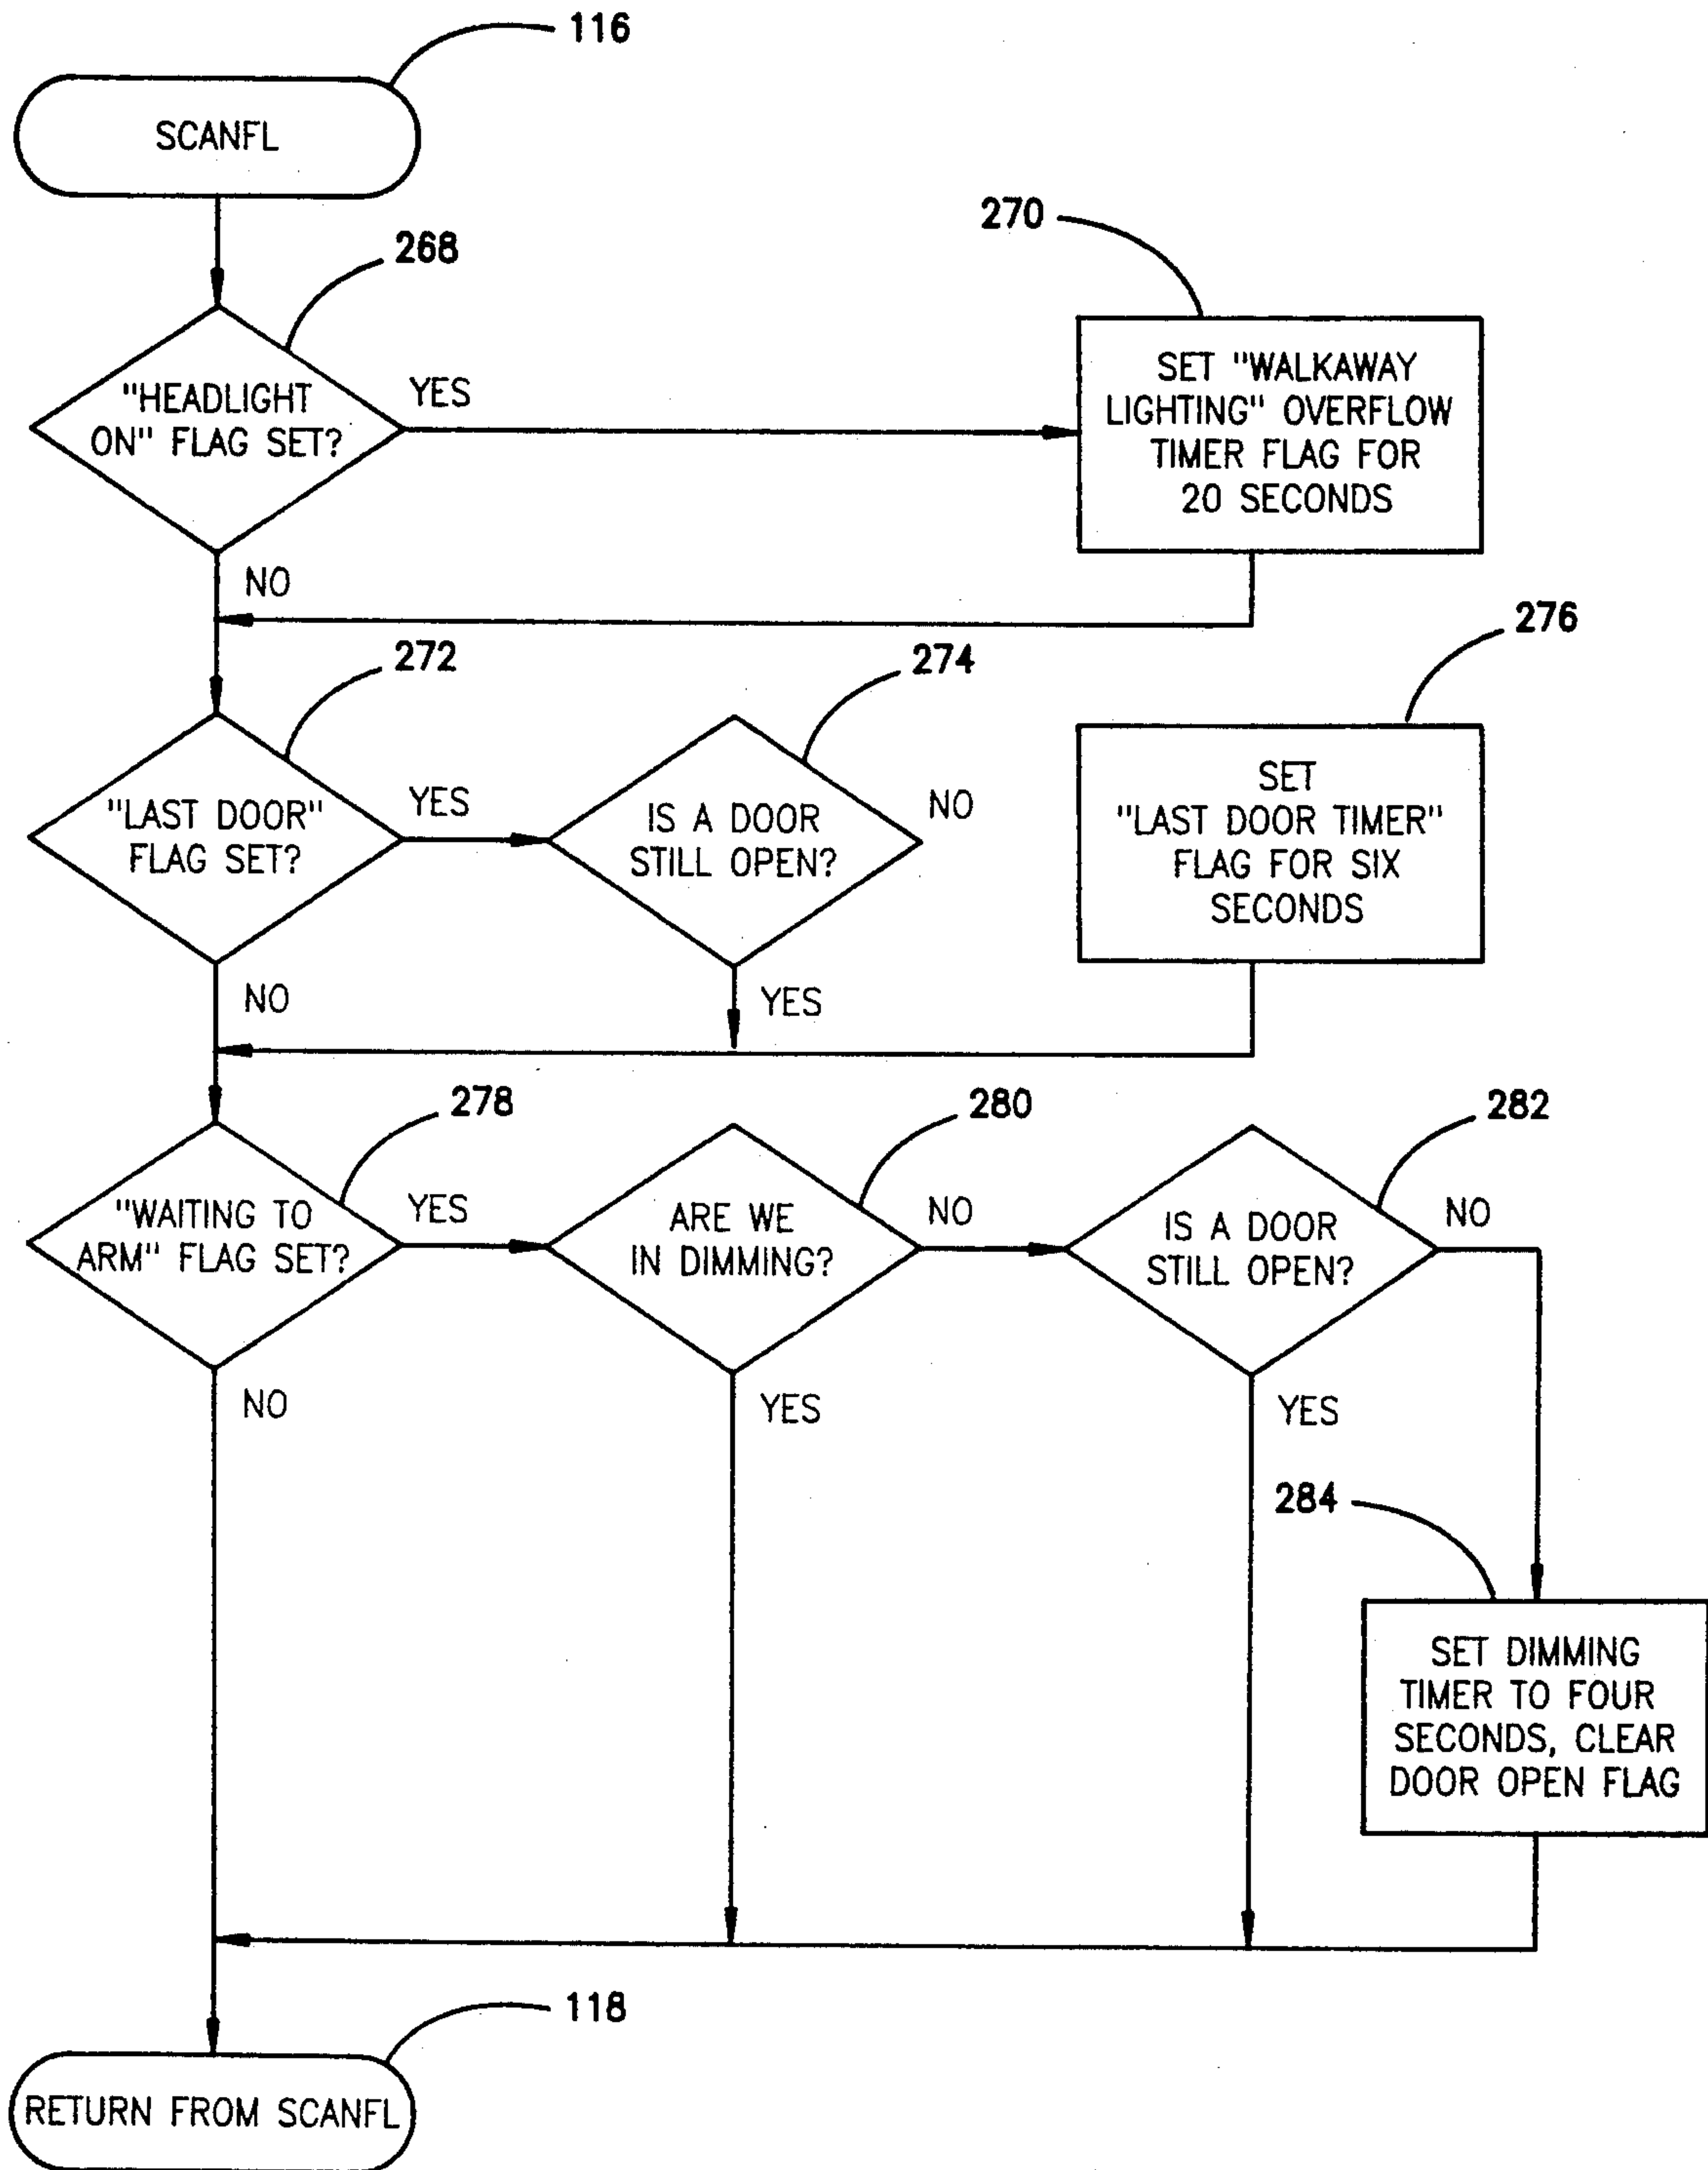 116
SCANFL
268
270
"HEADLIGHT
ON" FLAG SET?
YES
SET "WALKAWAY
LIGHTING" OVERFLOW
TIMER FLAG FOR
20 SECONDS
NO
272
274
276
"LAST DOOR"
FLAG SET?
YES
IS A DOOR
STILL OPEN?
NO
SET
"LAST DOOR TIMER"
FLAG FOR SIX
SECONDS
NO
YES
278
280
282
"WAITING TO
ARM" FLAG SET?
YES
ARE WE
IN DIMMING?
NO
IS A DOOR
STILL OPEN?
NO
NO
YES
YES
284
SET DIMMING
TIMER TO FOUR
SECONDS, CLEAR
DOOR OPEN FLAG
118
RETURN FROM SCANFL